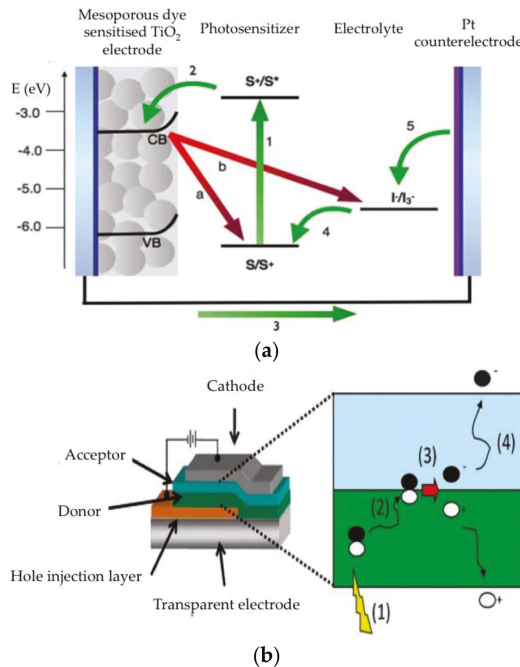 Mesoporous dye
sensitised TiO2
electrode
Photosensitizer
Electrolyte
Pt
counterelectrode
E (eV)
-3.0
-4.0
-5.0
-6.0
CB
VB
2
S+/S*
1
b
a
S/S+
4
5
I-/I3-
3
(a)
Cathode
Acceptor
Donor
Hole injection layer
Transparent electrode
-
(4)
(3)
-
(2)
+
(1)
+
(b)